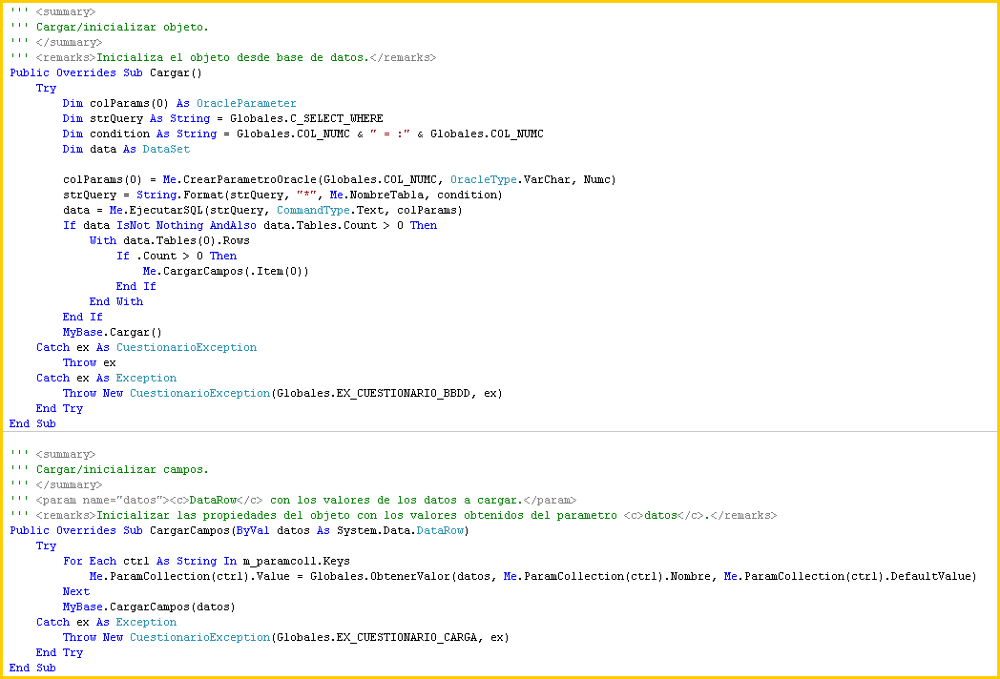 ''' <summary>
''' Cargar/inicializar objeto.
''' </summary>
''' <remarks>Inicializa el objeto desde base de datos.</remarks>
Public Overrides Sub Cargar()
    Try
        Dim colParams(0) As OracleParameter
        Dim strQuery As String = Globales.C_SELECT_WHERE
        Dim condition As String = Globales.COL_NUMC & " = :" & Globales.COL_NUMC
        Dim data As DataSet

        colParams(0) = Me.CrearParametroOracle(Globales.COL_NUMC, OracleType.VarChar, Numc)
        strQuery = String.Format(strQuery, "*", Me.NombreTabla, condition)
        data = Me.EjecutarSQL(strQuery, CommandType.Text, colParams)
        If data IsNot Nothing AndAlso data.Tables.Count > 0 Then
            With data.Tables(0).Rows
                If .Count > 0 Then
                    Me.CargarCampos(.Item(0))
                End If
            End With
        End If
        MyBase.Cargar()
    Catch ex As CuestionarioException
        Throw ex
    Catch ex As Exception
        Throw New CuestionarioException(Globales.EX_CUESTIONARIO_BBDD, ex)
    End Try
End Sub

''' <summary>
''' Cargar/inicializar campos.
''' </summary>
''' <param name="datos"><c>DataRow</c> con los valores de los datos a cargar.</param>
''' <remarks>Inicializar las propiedades del objeto con los valores obtenidos del parametro <c>datos</c>.</remarks>
Public Overrides Sub CargarCampos(ByVal datos As System.Data.DataRow)
    Try
        For Each ctrl As String In m_paramcoll.Keys
            Me.ParamCollection(ctrl).Value = Globales.ObtenerValor(datos, Me.ParamCollection(ctrl).Nombre, Me.ParamCollection(ctrl).DefaultValue)
        Next
        MyBase.CargarCampos(datos)
    Catch ex As Exception
        Throw New CuestionarioException(Globales.EX_CUESTIONARIO_CARGA, ex)
    End Try
End Sub